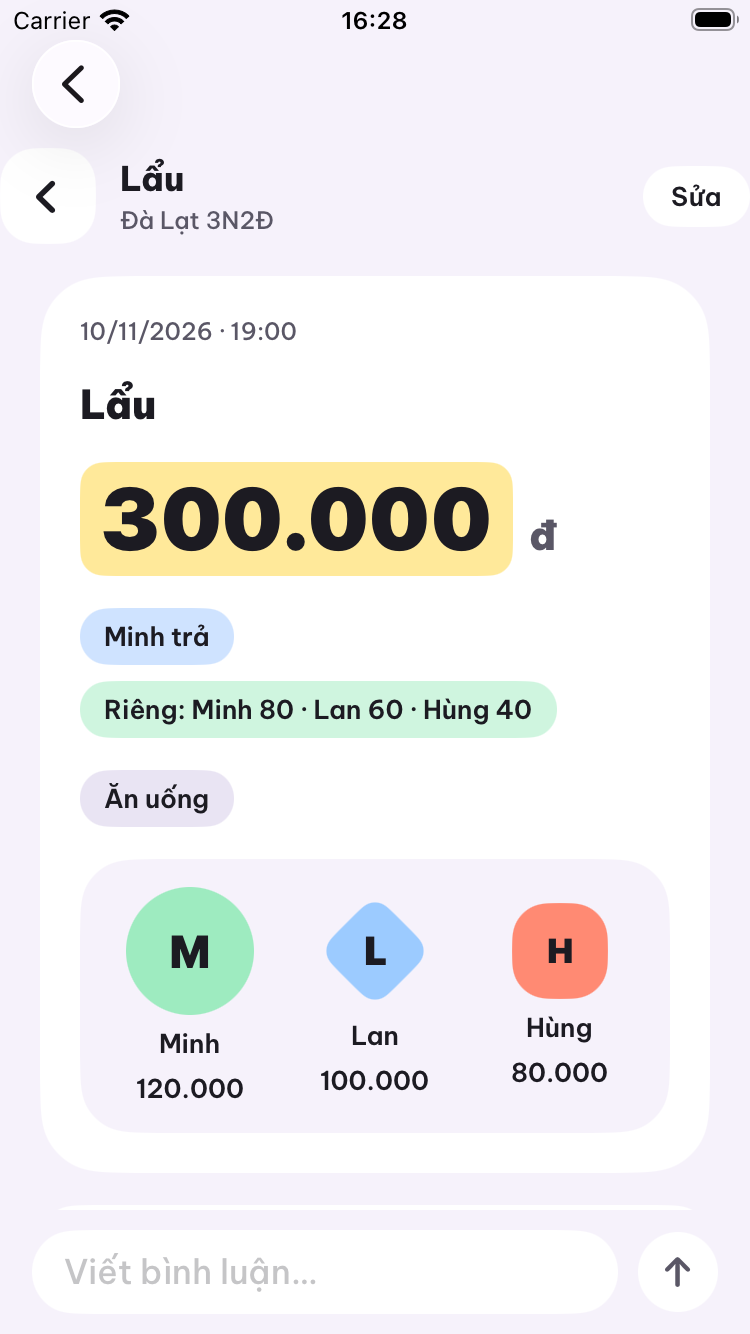 Carrier 16:28
Lẩu
Đà Lạt 3N2Đ
Sửa
10/11/2026 · 19:00
Lẩu
300.000 đ
Minh trả
Riêng: Minh 80 · Lan 60 · Hùng 40
Ăn uống
M L H
Minh Lan Hùng
120.000 100.000 80.000
Viết bình luận...